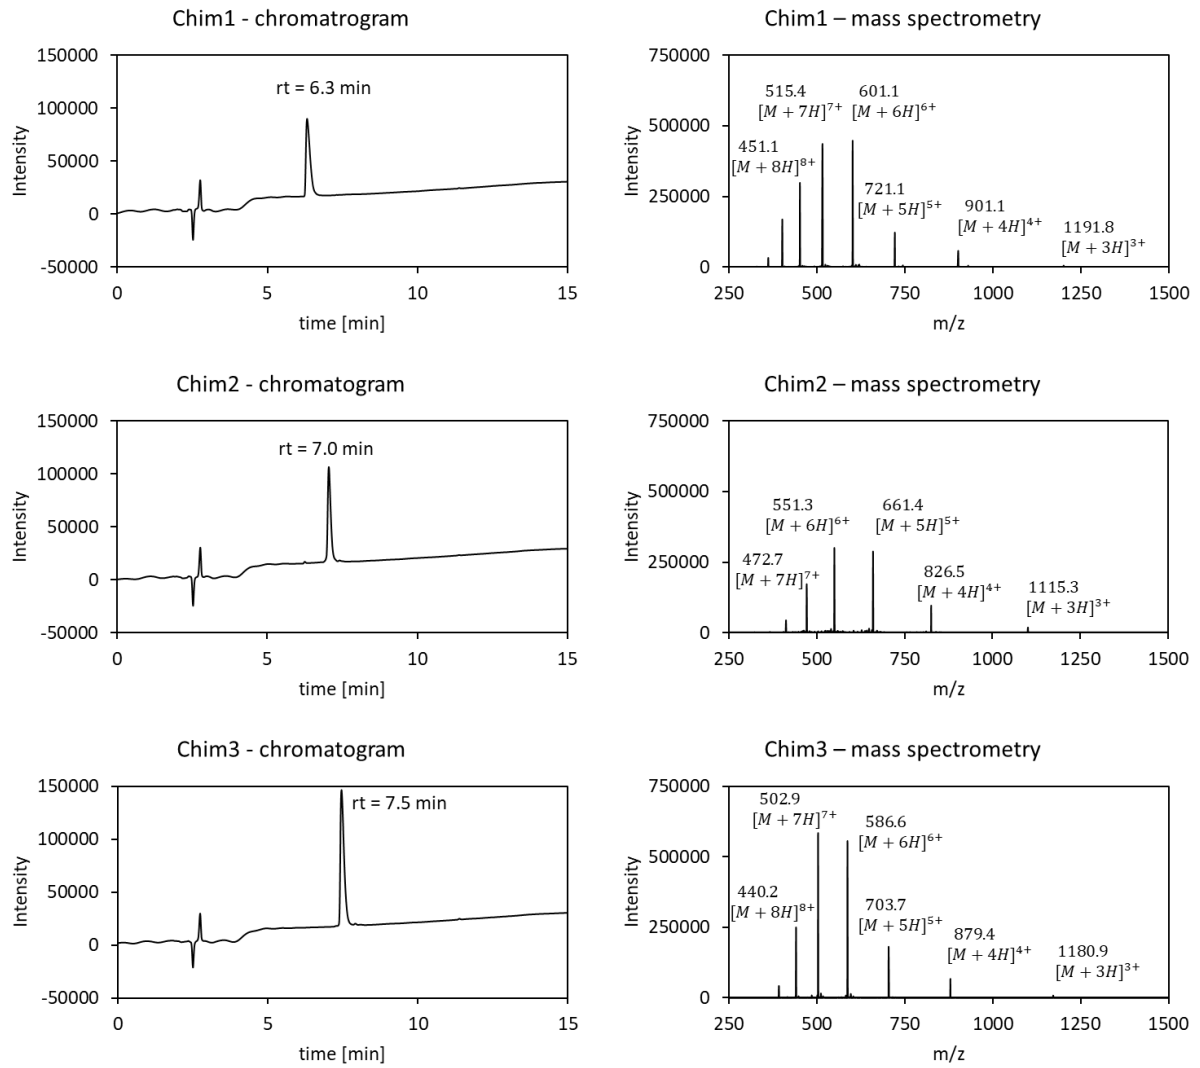 Chim1 - chromatrogram
150000
100000
50000
0
-50000
Intensity
rt = 6.3 min
0 5 10 15
time [min]
Chim1 – mass spectrometry
750000
500000
250000
0
Intensity
515.4
[M + 7H]⁷⁺
601.1
[M + 6H]⁶⁺
451.1
[M + 8H]⁸⁺
721.1
[M + 5H]⁵⁺
901.1
[M + 4H]⁴⁺
1191.8
[M + 3H]³⁺
250 500 750 1000 1250 1500
m/z
Chim2 - chromatogram
150000
100000
50000
0
-50000
Intensity
rt = 7.0 min
0 5 10 15
time [min]
Chim2 – mass spectrometry
750000
500000
250000
0
Intensity
551.3
[M + 6H]⁶⁺
661.4
[M + 5H]⁵⁺
472.7
[M + 7H]⁷⁺
826.5
[M + 4H]⁴⁺
1115.3
[M + 3H]³⁺
250 500 750 1000 1250 1500
m/z
Chim3 - chromatogram
150000
100000
50000
0
-50000
Intensity
rt = 7.5 min
0 5 10 15
time [min]
Chim3 – mass spectrometry
750000
500000
250000
0
Intensity
502.9
[M + 7H]⁷⁺
586.6
[M + 6H]⁶⁺
440.2
[M + 8H]⁸⁺
703.7
[M + 5H]⁵⁺
879.4
[M + 4H]⁴⁺
1180.9
[M + 3H]³⁺
250 500 750 1000 1250 1500
m/z